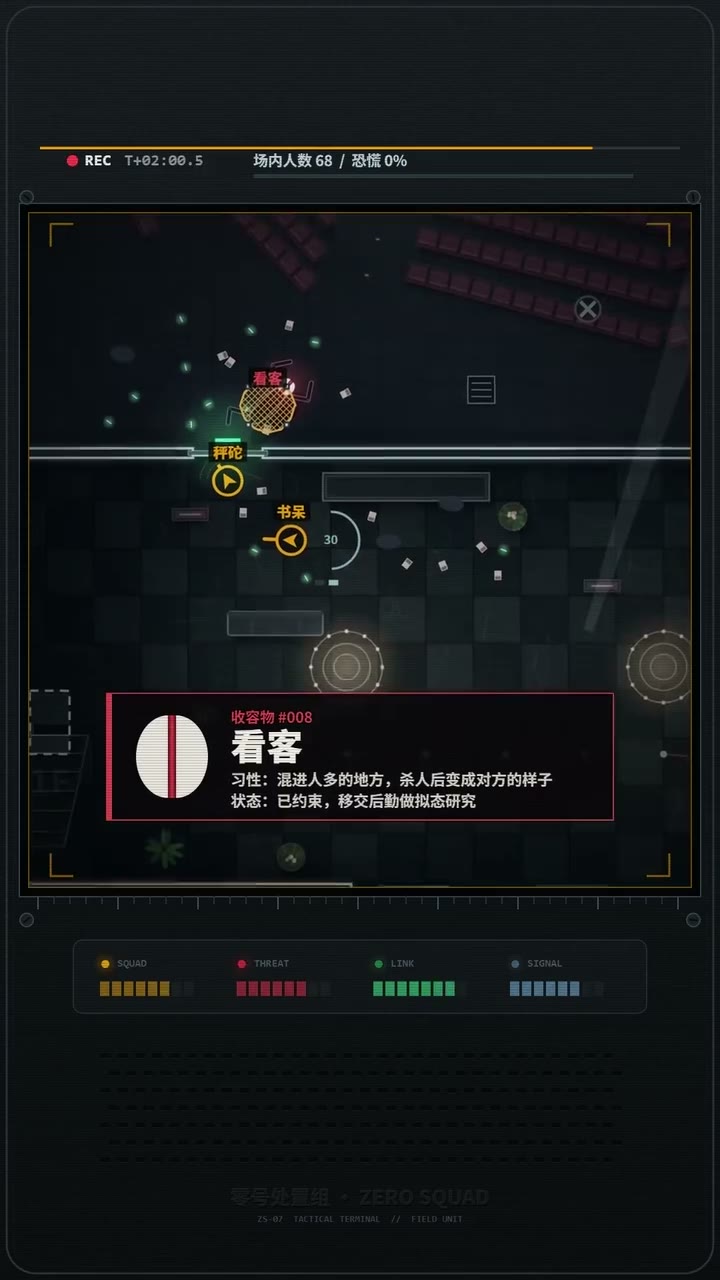 REC T+02:00.5 场内人数 68 / 恐慌 0%
看客
秤砣
书呆
30
收容物 #008
看客
习性：混进人多的地方，杀人后变成对方的样子
状态：已约束，移交后勤做拟态研究
SQUAD THREAT LINK SIGNAL
零号处置组 · ZERO SQUAD
ZS-07 TACTICAL TERMINAL // FIELD UNIT